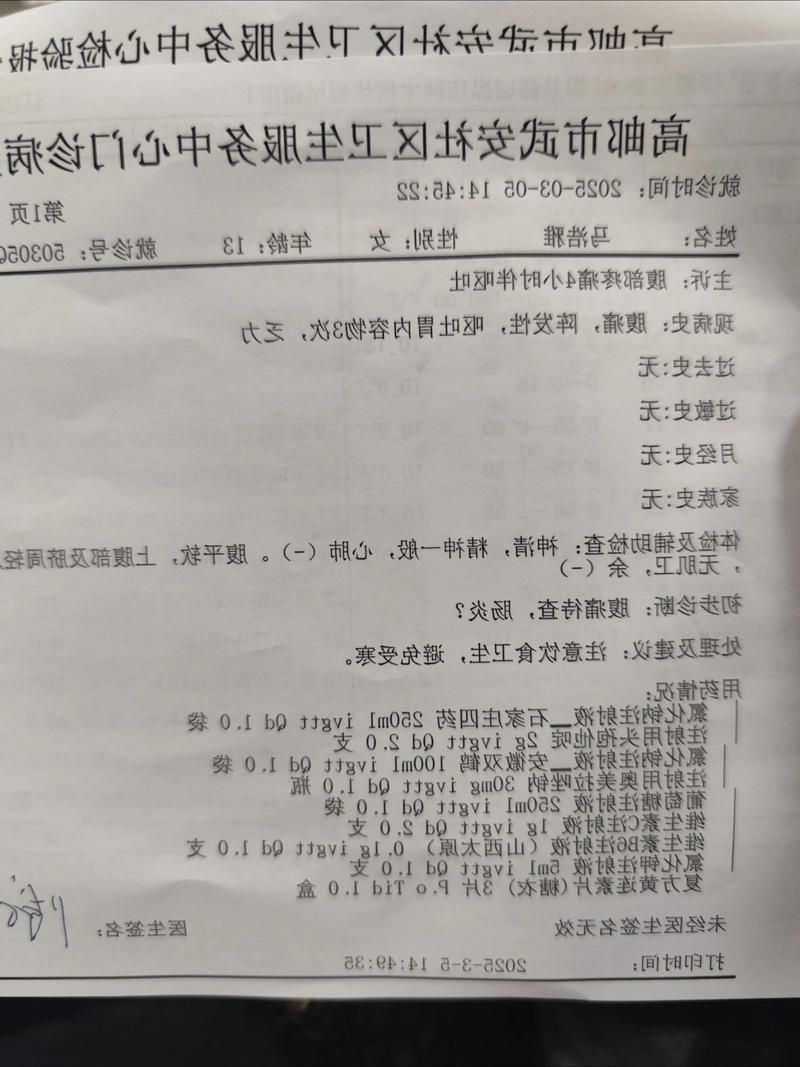 高邮市武安社区卫生服务中心检验报
高邮市武安社区卫生服务中心门诊病
就诊时间：2025-03-05 14:45:22
第1页
姓名：马浩雅 性别：女 年龄：13 就诊号：50305
主诉：腹部疼痛4小时伴呕吐
现病史：腹痛，阵发性，呕吐胃内容物3次，乏力
过去史:无
过敏史:无
月经史:无
家族史:无
体检及辅助检查：神清，精神一般，心肺（-）。腹平软，上腹部及脐周轻
，无肌卫，余（-）
初步诊断：腹痛待查，肠炎？
处理及建议：注意饮食卫生，避免受寒。
用药情况：
氯化钠注射液__石家庄四药 250ml ivgtt Qd 1.0 袋
注射用头孢他啶 2g ivgtt Qd 2.0 支
氯化钠注射液__安徽双鹤 100ml ivgtt Qd 1.0 袋
注射用奥美拉唑钠 30mg ivgtt Qd 1.0 瓶
葡萄糖注射液 250ml ivgtt Qd 1.0 袋
维生素C注射液 1g ivgtt Qd 2.0 支
维生素B6注射液（山西太原） 0.1g ivgtt Qd 1.0 支
氯化钾注射液 5ml ivgtt Qd 1.0 支
复方黄连素片(糖衣) 3片 P.o Tid 1.0 盒
未经医生签名无效 医生签名：
打印时间： 2025-3-5 14:49:35